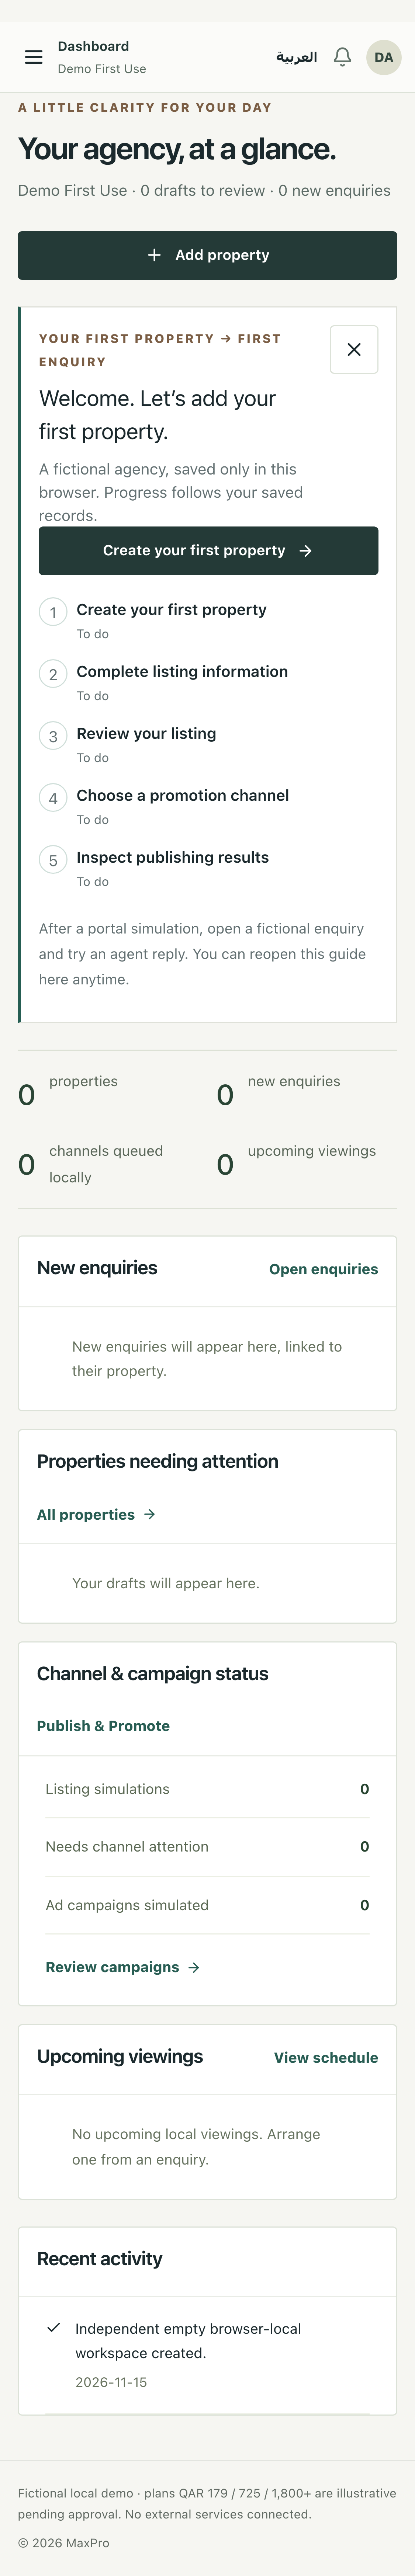 Dashboard
Demo First Use
العربية
DA
A LITTLE CLARITY FOR YOUR DAY
Your agency, at a glance.
Demo First Use · 0 drafts to review · 0 new enquiries
+ Add property
YOUR FIRST PROPERTY → FIRST
ENQUIRY
Welcome. Let’s add your
first property.
A fictional agency, saved only in this
browser. Progress follows your saved
records.
Create your first property →
1 Create your first property
To do
2 Complete listing information
To do
3 Review your listing
To do
4 Choose a promotion channel
To do
5 Inspect publishing results
To do
After a portal simulation, open a fictional enquiry
and try an agent reply. You can reopen this guide
here anytime.
0 properties
0 new enquiries
0 channels queued
locally
0 upcoming viewings
New enquiries
Open enquiries
New enquiries will appear here, linked to
their property.
Properties needing attention
All properties →
Your drafts will appear here.
Channel & campaign status
Publish & Promote
Listing simulations 0
Needs channel attention 0
Ad campaigns simulated 0
Review campaigns →
Upcoming viewings
View schedule
No upcoming local viewings. Arrange
one from an enquiry.
Recent activity
Independent empty browser-local
workspace created.
2026-11-15
Fictional local demo · plans QAR 179 / 725 / 1,800+ are illustrative
pending approval. No external services connected.
© 2026 MaxPro